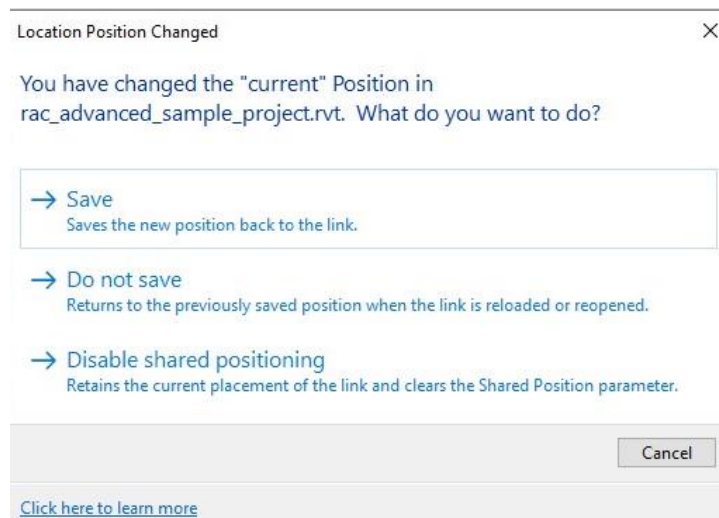 Location Position Changed
You have changed the "current" Position in
rac_advanced_sample_project.rvt. What do you want to do?
Save
Saves the new position back to the link.
Do not save
Returns to the previously saved position when the link is reloaded or reopened.
Disable shared positioning
Retains the current placement of the link and clears the Shared Position parameter.
Cancel
Click here to learn more